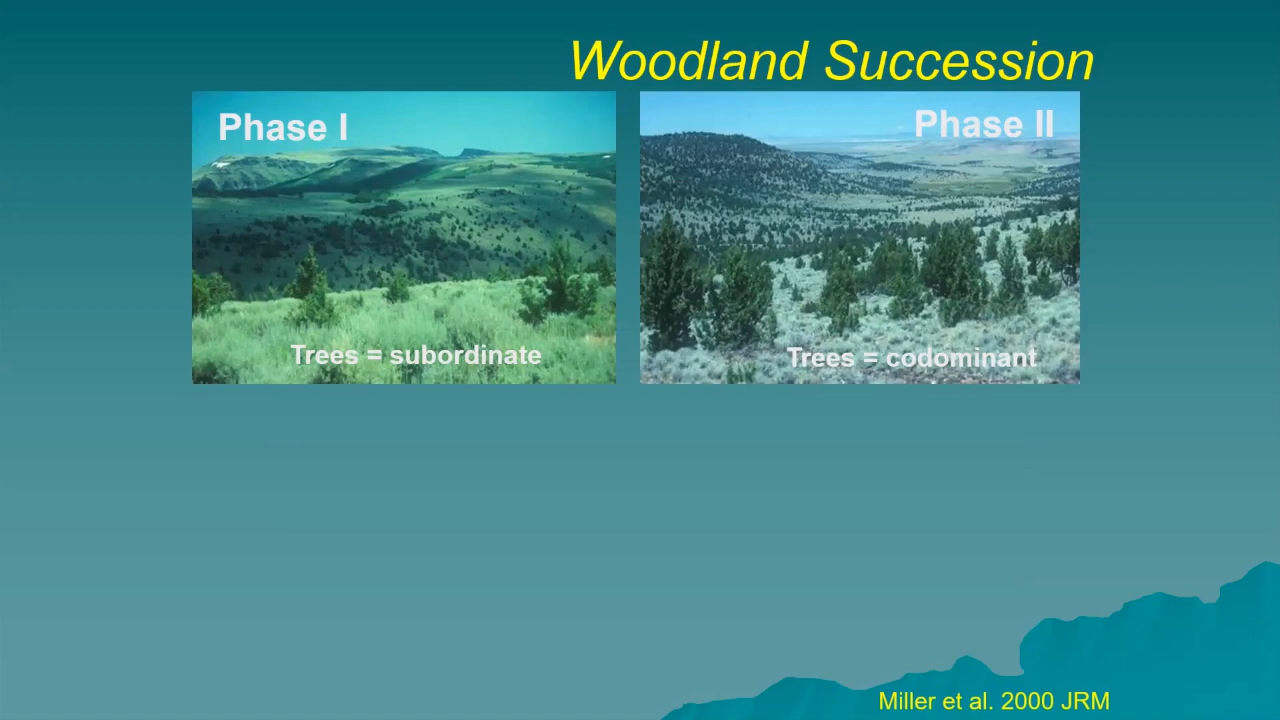 Woodland Succession
Phase I
Phase II
Trees = subordinate
Trees = codominant
Miller et al. 2000 JRM